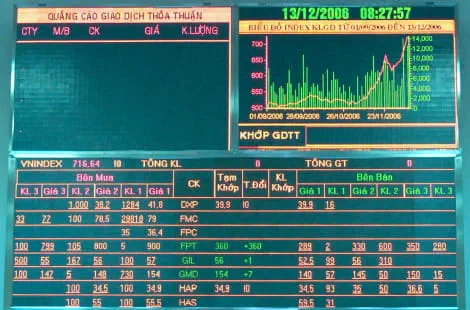 QUẢNG CÁO GIAO DỊCH THỎA THUẬN
CTY M/B CK GIÁ K.LƯỢNG
13/12/2006 08:27:57
BIỂU ĐỒ INDEX KLGD TỪ 01/09/2006 ĐẾN 13/12/2006
700 14,000
650 12,000
10,000
600 8,000
6,000
550 4,000
2,000
500 0
01/09/2006 28/09/2006 26/10/2006 23/11/2006
KHỚP GDTT
VNINDEX 716,64 I0 TỔNG KL 0 TỔNG GT 0
Bên Mua CK Tạm Khớp T.Đổi KL Khớp Bên Bán
KL 3 Giá 3 KL 2 Giá 2 KL 1 Giá 1 Giá 1 KL 1 Giá 2 KL 2 Giá 3 KL 3
1.000 38,2 1284 41,8 DXP 39,9 I0 39,9 16
33 77 100 78,5 29818 79 FMC
35 36,4 FPC
100 799 105 800 5 900 FPT 360 +360 289 2 330 600 350 280
500 55 167 56 100 57 GIL 56 +1 52,5 99 56 310
100 147 5 148 230 154 GMD 154 +7 140 57 145 50 150 15
100 34,5 100 34,9 HAP 34,9 I0 34,5 93 35 50 36,6 5
100 55 100 55,5 HAS 59,5 31